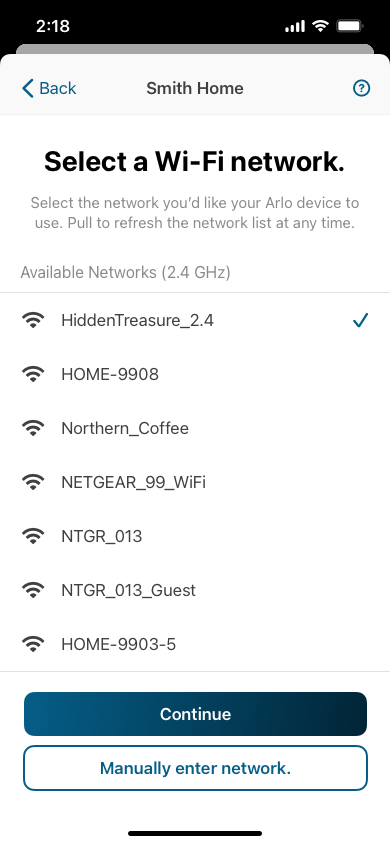 2:18
Back
Smith Home
?
Select a Wi-Fi network.
Select the network you’d like your Arlo device to
use. Pull to refresh the network list at any time.
Available Networks (2.4 GHz)
HiddenTreasure_2.4
HOME-9908
Northern_Coffee
NETGEAR_99_WiFi
NTGR_013
NTGR_013_Guest
HOME-9903-5
Continue
Manually enter network.